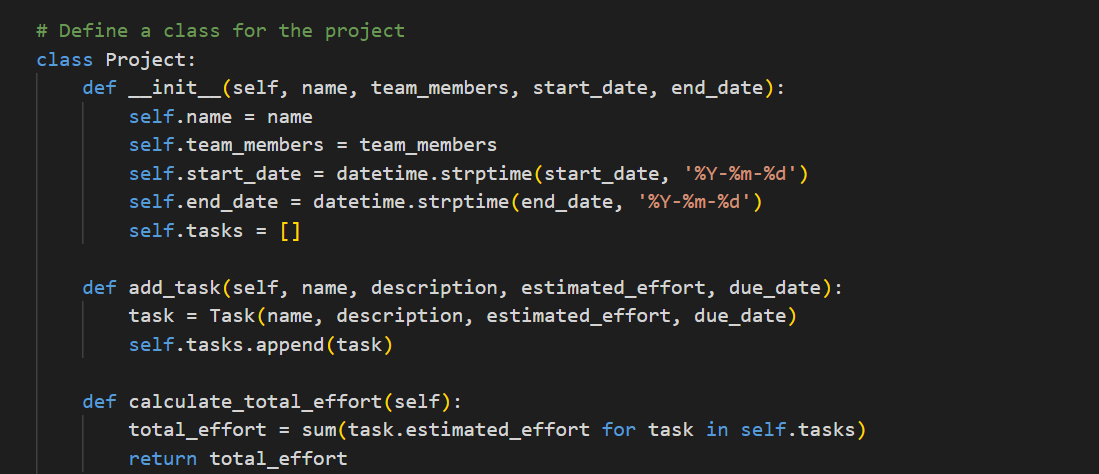 # Define a class for the project
class Project:
    def __init__(self, name, team_members, start_date, end_date):
        self.name = name
        self.team_members = team_members
        self.start_date = datetime.strptime(start_date, '%Y-%m-%d')
        self.end_date = datetime.strptime(end_date, '%Y-%m-%d')
        self.tasks = []

    def add_task(self, name, description, estimated_effort, due_date):
        task = Task(name, description, estimated_effort, due_date)
        self.tasks.append(task)

    def calculate_total_effort(self):
        total_effort = sum(task.estimated_effort for task in self.tasks)
        return total_effort